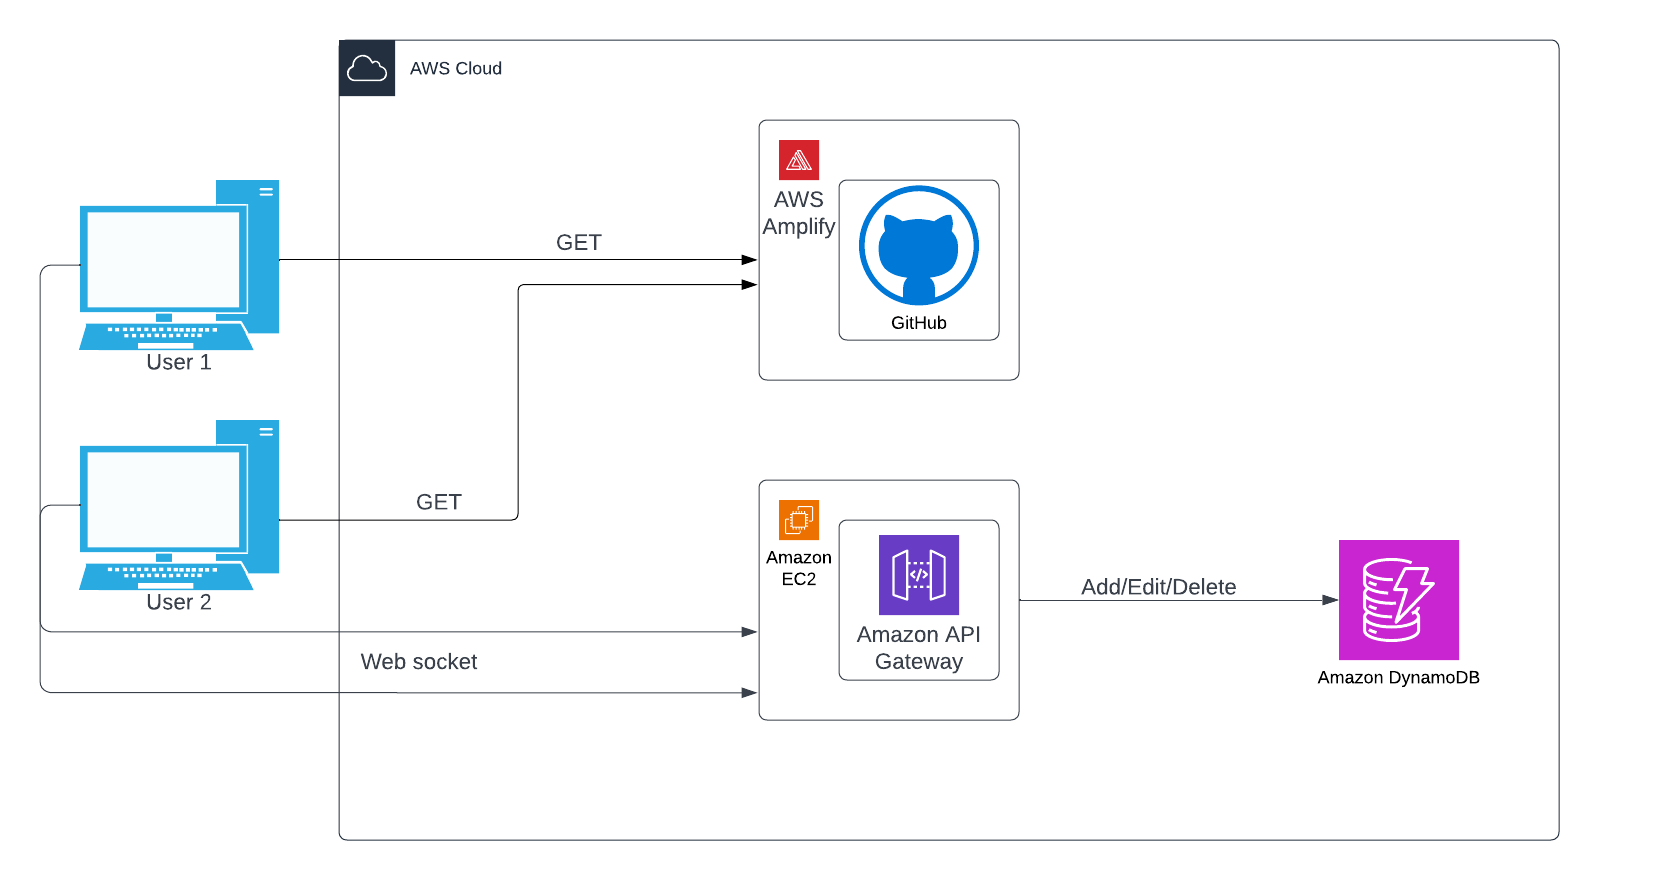 AWS Cloud
AWS
Amplify
GitHub
GET
User 1
GET
User 2
Amazon
EC2
Amazon API
Gateway
Web socket
Add/Edit/Delete
Amazon DynamoDB